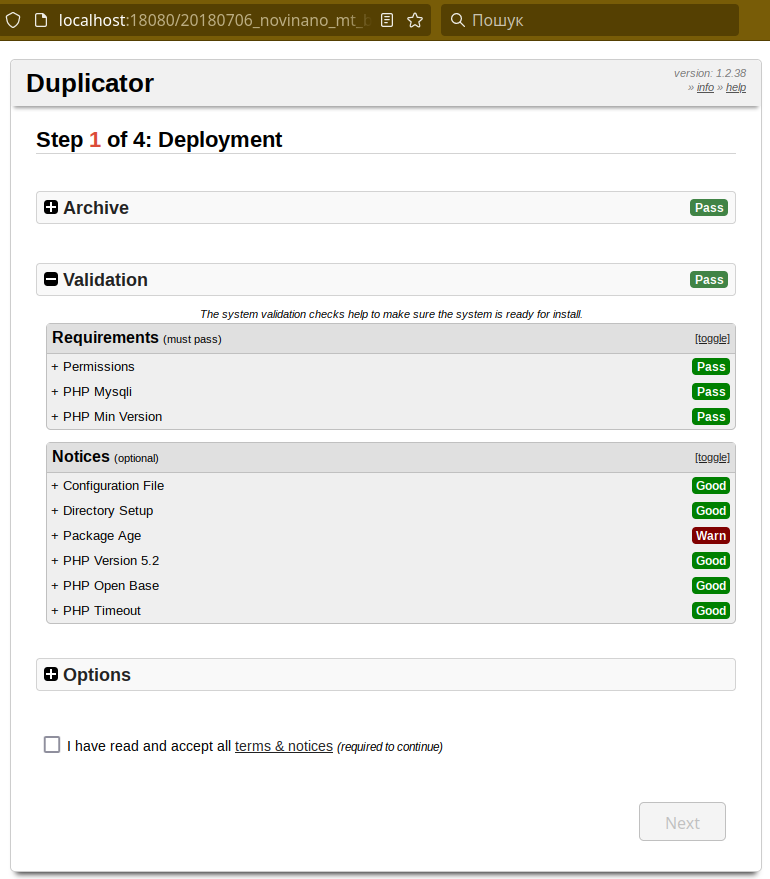 localhost:18080/20180706_novinano_mt_b
Пошук
Duplicator
version: 1.2.38
» info » help
Step 1 of 4: Deployment
Archive
Pass
Validation
Pass
The system validation checks help to make sure the system is ready for install.
Requirements (must pass)
[toggle]
+ Permissions
Pass
+ PHP Mysqli
Pass
+ PHP Min Version
Pass
Notices (optional)
[toggle]
+ Configuration File
Good
+ Directory Setup
Good
+ Package Age
Warn
+ PHP Version 5.2
Good
+ PHP Open Base
Good
+ PHP Timeout
Good
Options
I have read and accept all terms & notices (required to continue)
Next